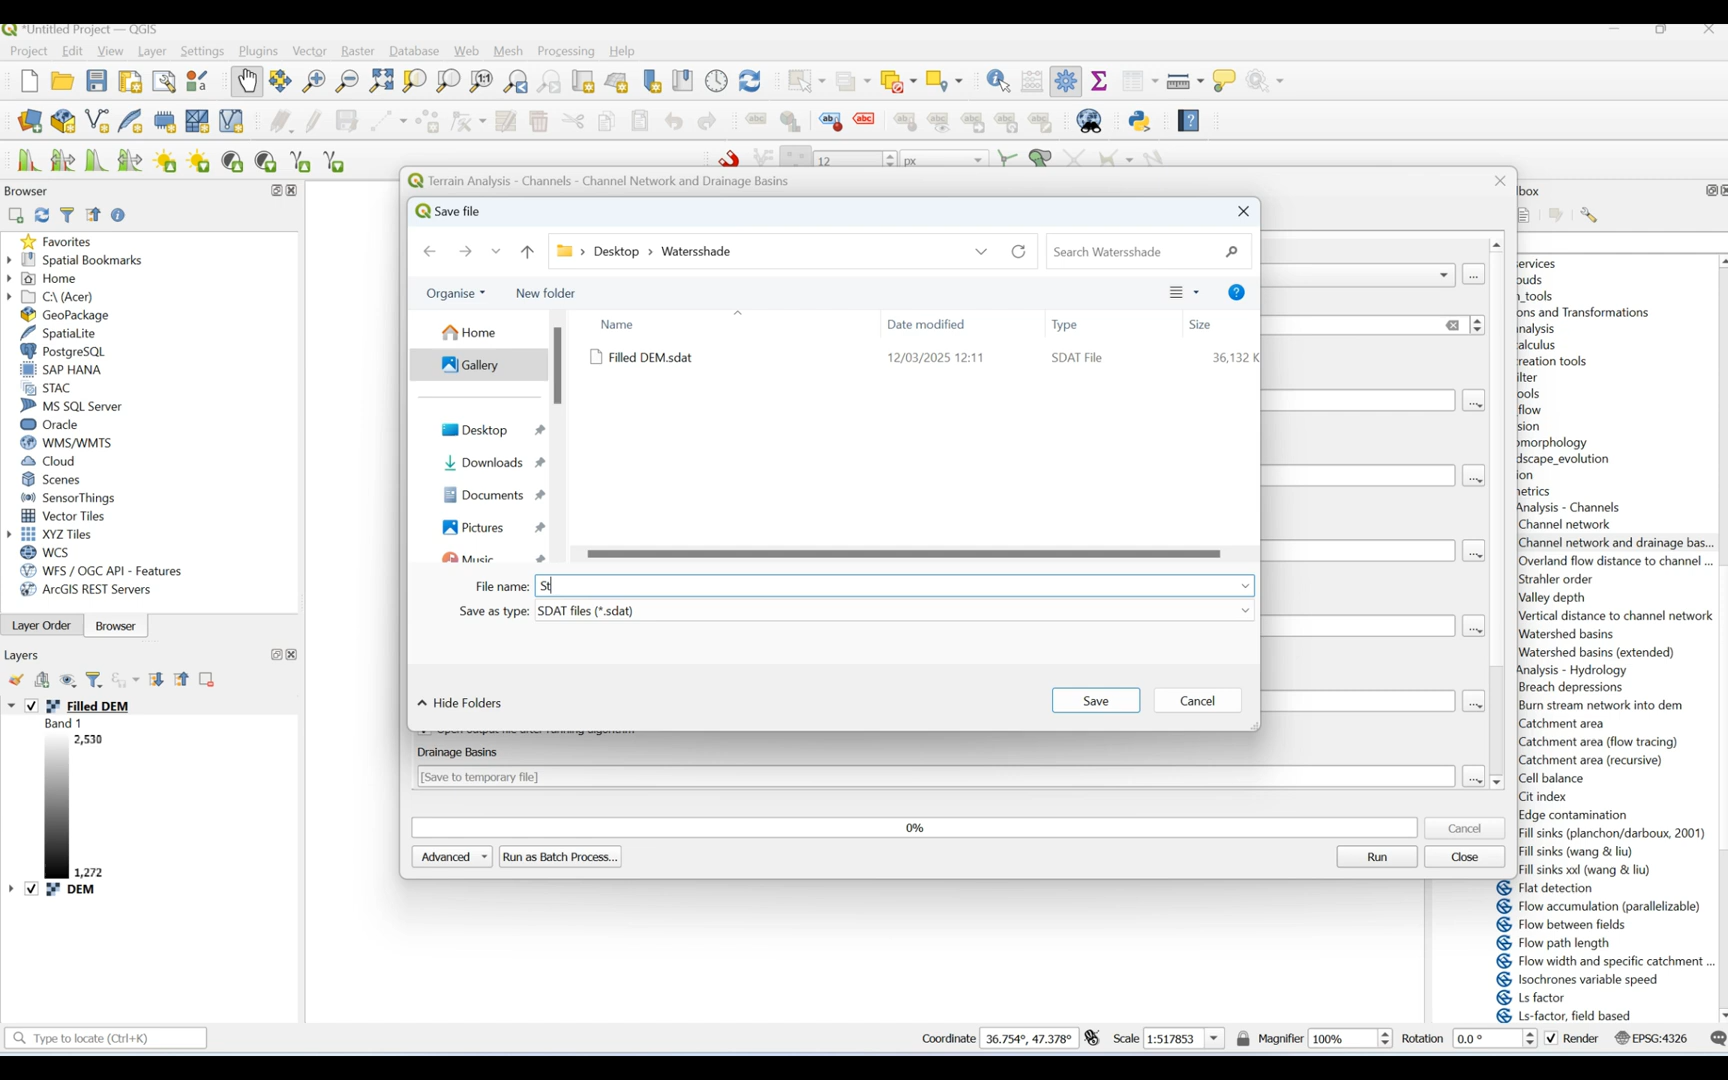 *Untitled Project — QGIS
Project Edit View Layer Settings Plugins Vector Raster Database Web Mesh Processing Help
12 px
Browser
Favorites
Spatial Bookmarks
Home
C:\ (Acer)
GeoPackage
SpatiaLite
PostgreSQL
SAP HANA
STAC
MS SQL Server
Oracle
WMS/WMTS
Cloud
Scenes
SensorThings
Vector Tiles
XYZ Tiles
WCS
WFS / OGC API - Features
ArcGIS REST Servers
Layer Order Browser
Layers
Filled DEM
Band 1
2,530
1,272
DEM
Type to locate (Ctrl+K)
Terrain Analysis - Channels - Channel Network and Drainage Basins
Save file
Desktop > Watersshade
Search Watersshade
Organise New folder
Home
Gallery
Desktop
Downloads
Documents
Pictures
Music
Name Date modified Type Size
Filled DEM.sdat 12/03/2025 12:11 SDAT File 36,132 K
File name: St
Save as type: SDAT files (*.sdat)
Hide Folders
Save Cancel
Open output file after running algorithm
Drainage Basins
[Save to temporary file]
0%
Cancel
Advanced Run as Batch Process...
Run Close
box
ervices
ouds
n_tools
ons and Transformations
nalysis
alculus
reation tools
ilter
ools
flow
sion
omorphology
dscape_evolution
ion
netrics
Analysis - Channels
Channel network
Channel network and drainage bas...
Overland flow distance to channel ...
Strahler order
Valley depth
Vertical distance to channel network
Watershed basins
Watershed basins (extended)
Analysis - Hydrology
Breach depressions
Burn stream network into dem
Catchment area
Catchment area (flow tracing)
Catchment area (recursive)
Cell balance
Cit index
Edge contamination
Fill sinks (planchon/darboux, 2001)
Fill sinks (wang & liu)
Fill sinks xxl (wang & liu)
Flat detection
Flow accumulation (parallelizable)
Flow between fields
Flow path length
Flow width and specific catchment ...
Isochrones variable speed
Ls factor
Ls-factor, field based
Coordinate 36.754°, 47.378° Scale 1:517853 Magnifier 100% Rotation 0.0 ° Render EPSG:4326